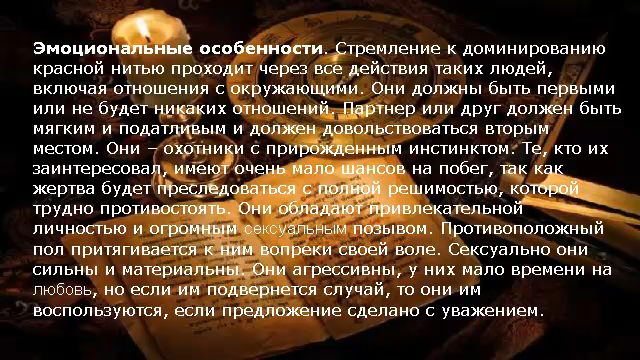 Эмоциональные особенности. Стремление к доминированию
красной нитью проходит через все действия таких людей,
включая отношения с окружающими. Они должны быть первыми
или не будет никаких отношений. Партнер или друг должен быть
мягким и податливым и должен довольствоваться вторым
местом. Они – охотники с прирожденным инстинктом. Те, кто их
заинтересовал, имеют очень мало шансов на побег, так как
жертва будет преследоваться с полной решимостью, которой
трудно противостоять. Они обладают привлекательной
личностью и огромным сексуальным позывом. Противоположный
пол притягивается к ним вопреки своей воле. Сексуально они
сильны и материальны. Они агрессивны, у них мало времени на
любовь, но если им подвернется случай, то они им
воспользуются, если предложение сделано с уважением.